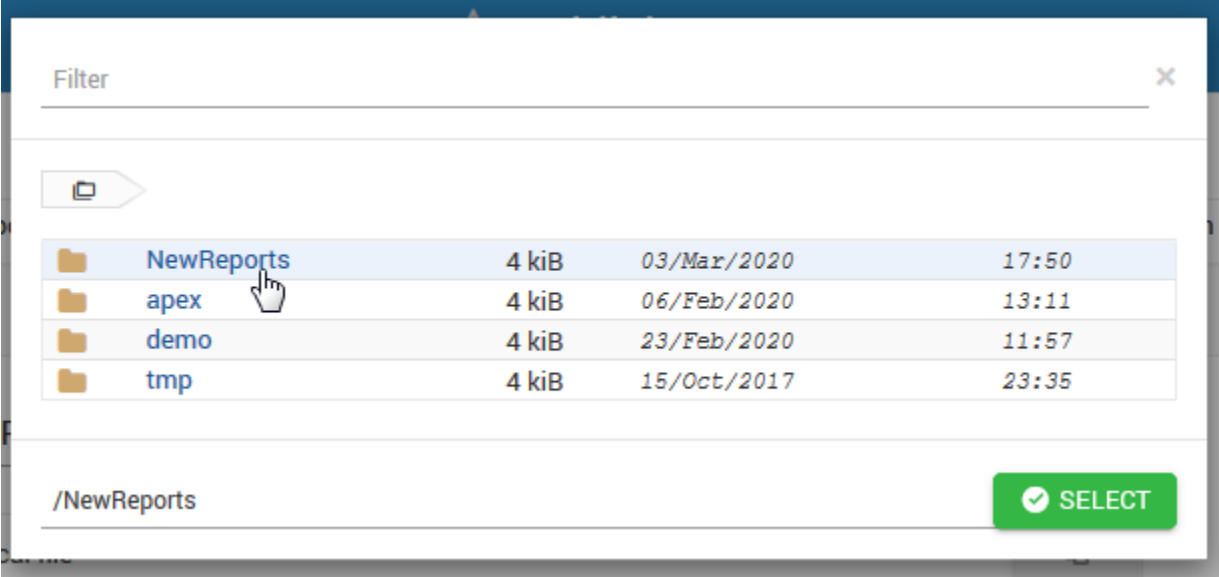 Filter
NewReports 4 kiB 03/Mar/2020 17:50
apex 4 kiB 06/Feb/2020 13:11
demo 4 kiB 23/Feb/2020 11:57
tmp 4 kiB 15/Oct/2017 23:35
/NewReports
SELECT